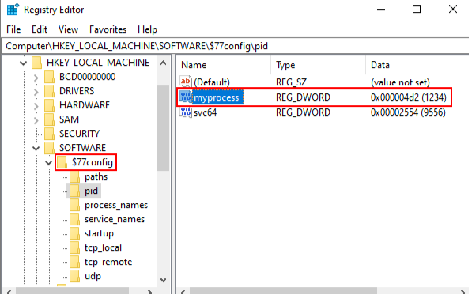 Registry Editor
File Edit View Favorites Help
Computer\HKEY_LOCAL_MACHINE\SOFTWARE\$77config\pid
HKEY_LOCAL_MACHINE
BCD00000000
DRIVERS
HARDWARE
SAM
SECURITY
SOFTWARE
$77config
paths
pid
process_names
service_names
startup
tcp_local
tcp_remote
udp
Name Type Data
(Default) REG_SZ (value not set)
myprocess REG_DWORD 0x000004d2 (1234)
svc64 REG_DWORD 0x00002554 (9556)